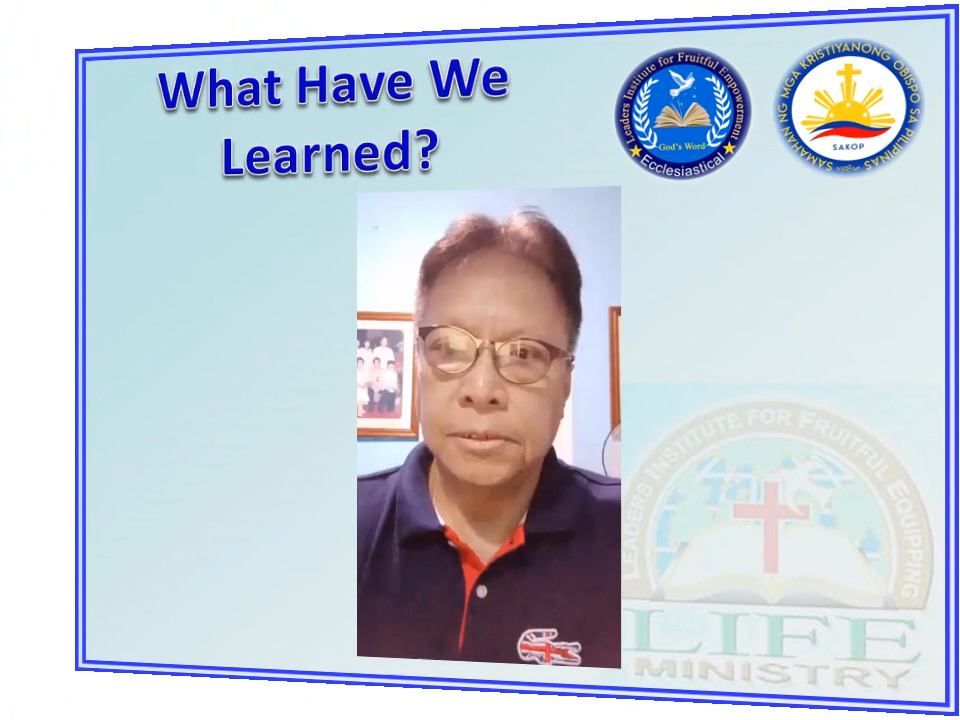 What Have We
Learned?
Leaders Institute for Fruitful Empowerment
God's Word
Ecclesiastical
SAMAHAN NG MGA KRISTIYANONG OBISPO SA PILIPINAS
SAKOP
LEADERS INSTITUTE FOR FRUITFUL EQUIPPING
LIFE
MINISTRY